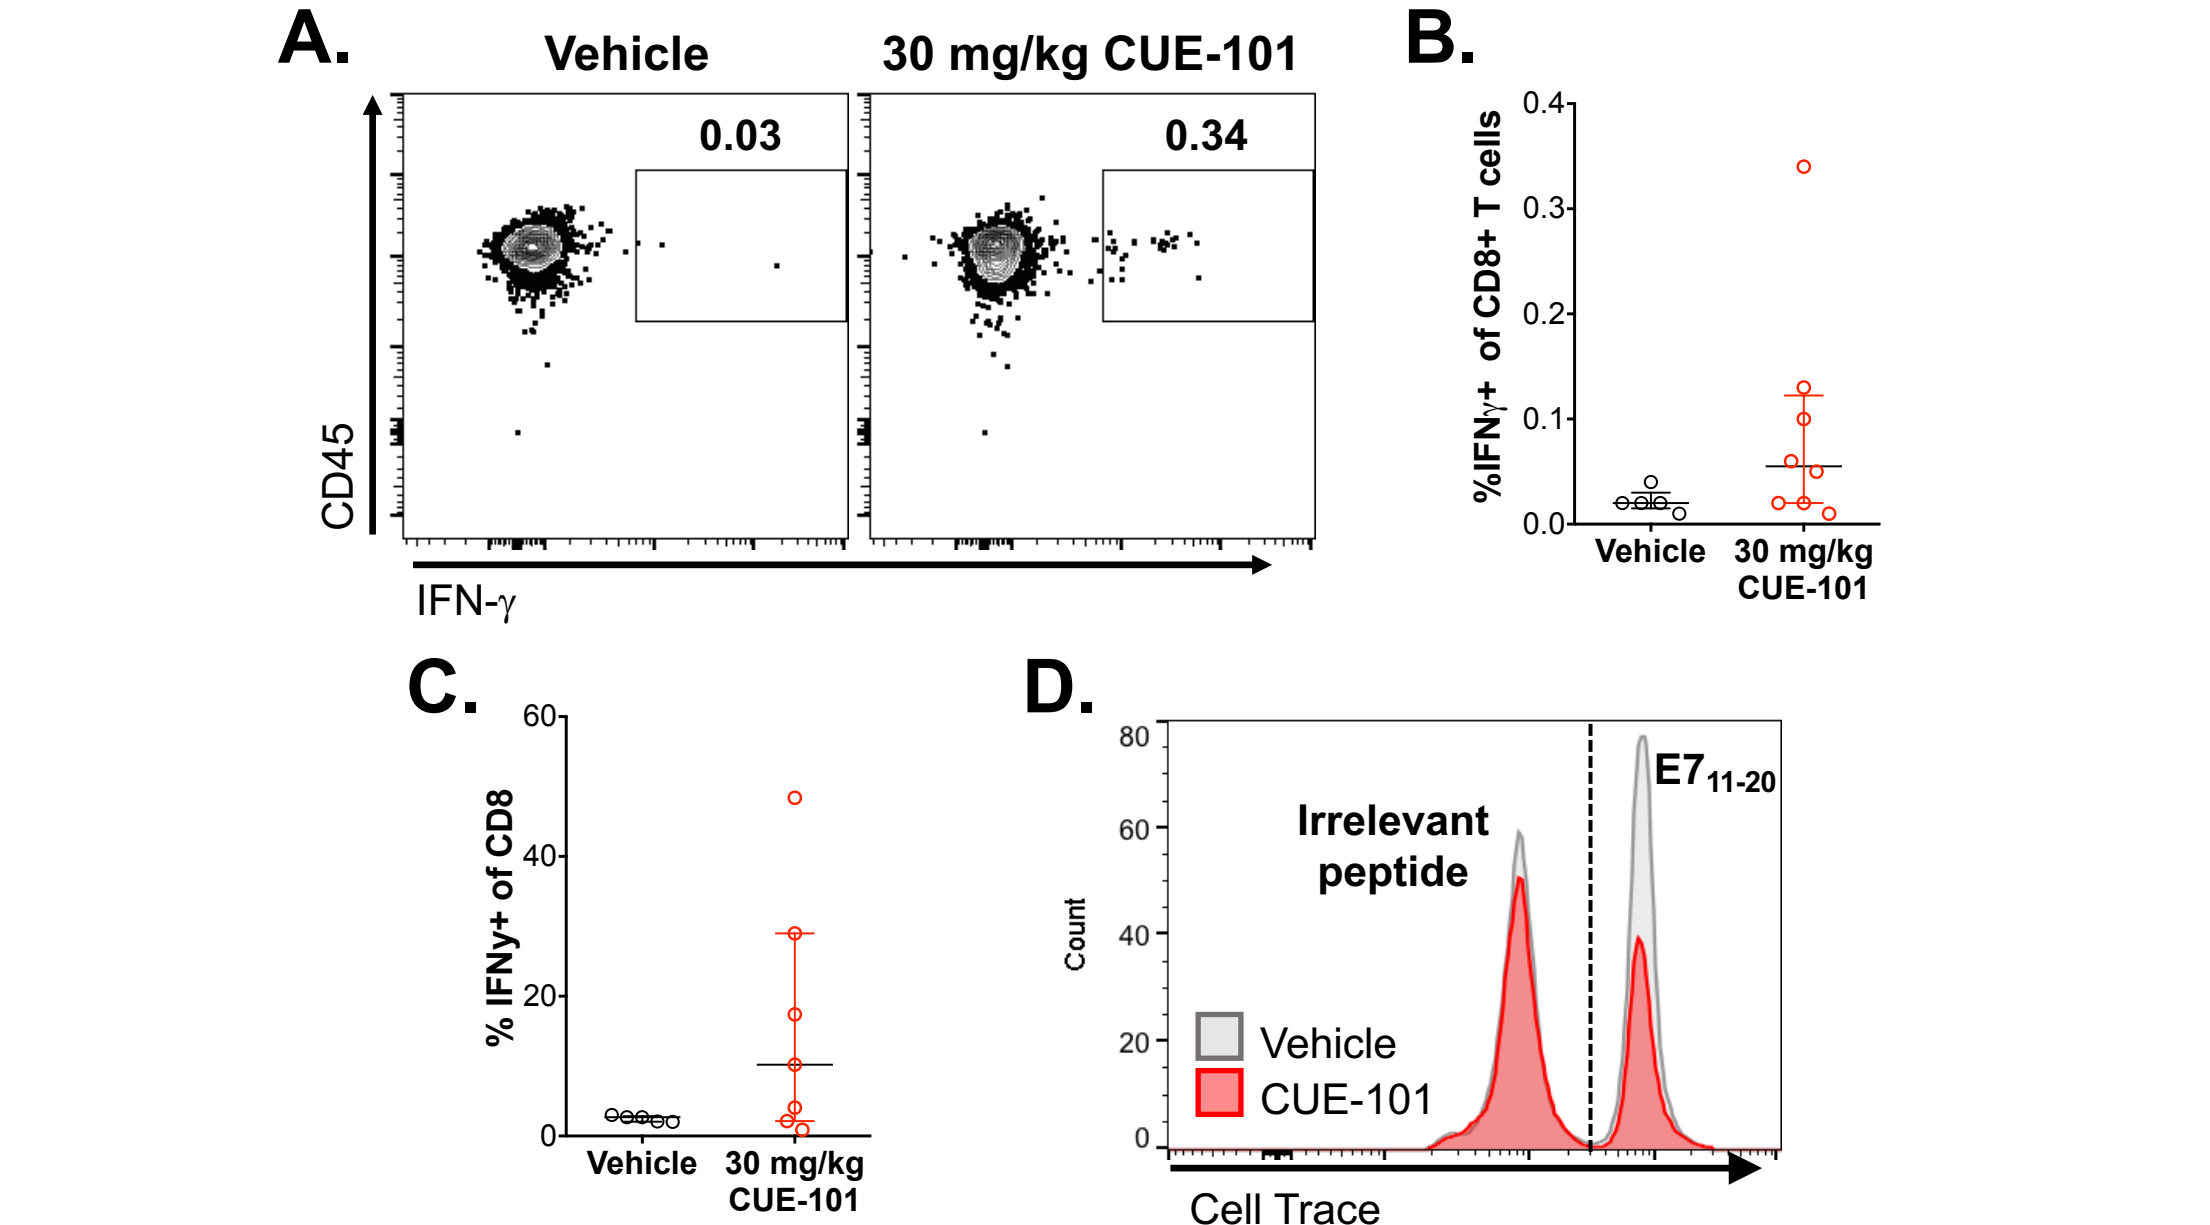 A.
Vehicle
30 mg/kg CUE-101
0.03
0.34
CD45
IFN-γ
B.
%IFNγ+ of CD8+ T cells
0.4
0.3
0.2
0.1
0.0
Vehicle
30 mg/kg
CUE-101
C.
% IFNy+ of CD8
60
40
20
0
Vehicle
30 mg/kg
CUE-101
D.
Count
80
60
40
20
0
Irrelevant
peptide
E7₁₁₋₂₀
Vehicle
CUE-101
Cell Trace